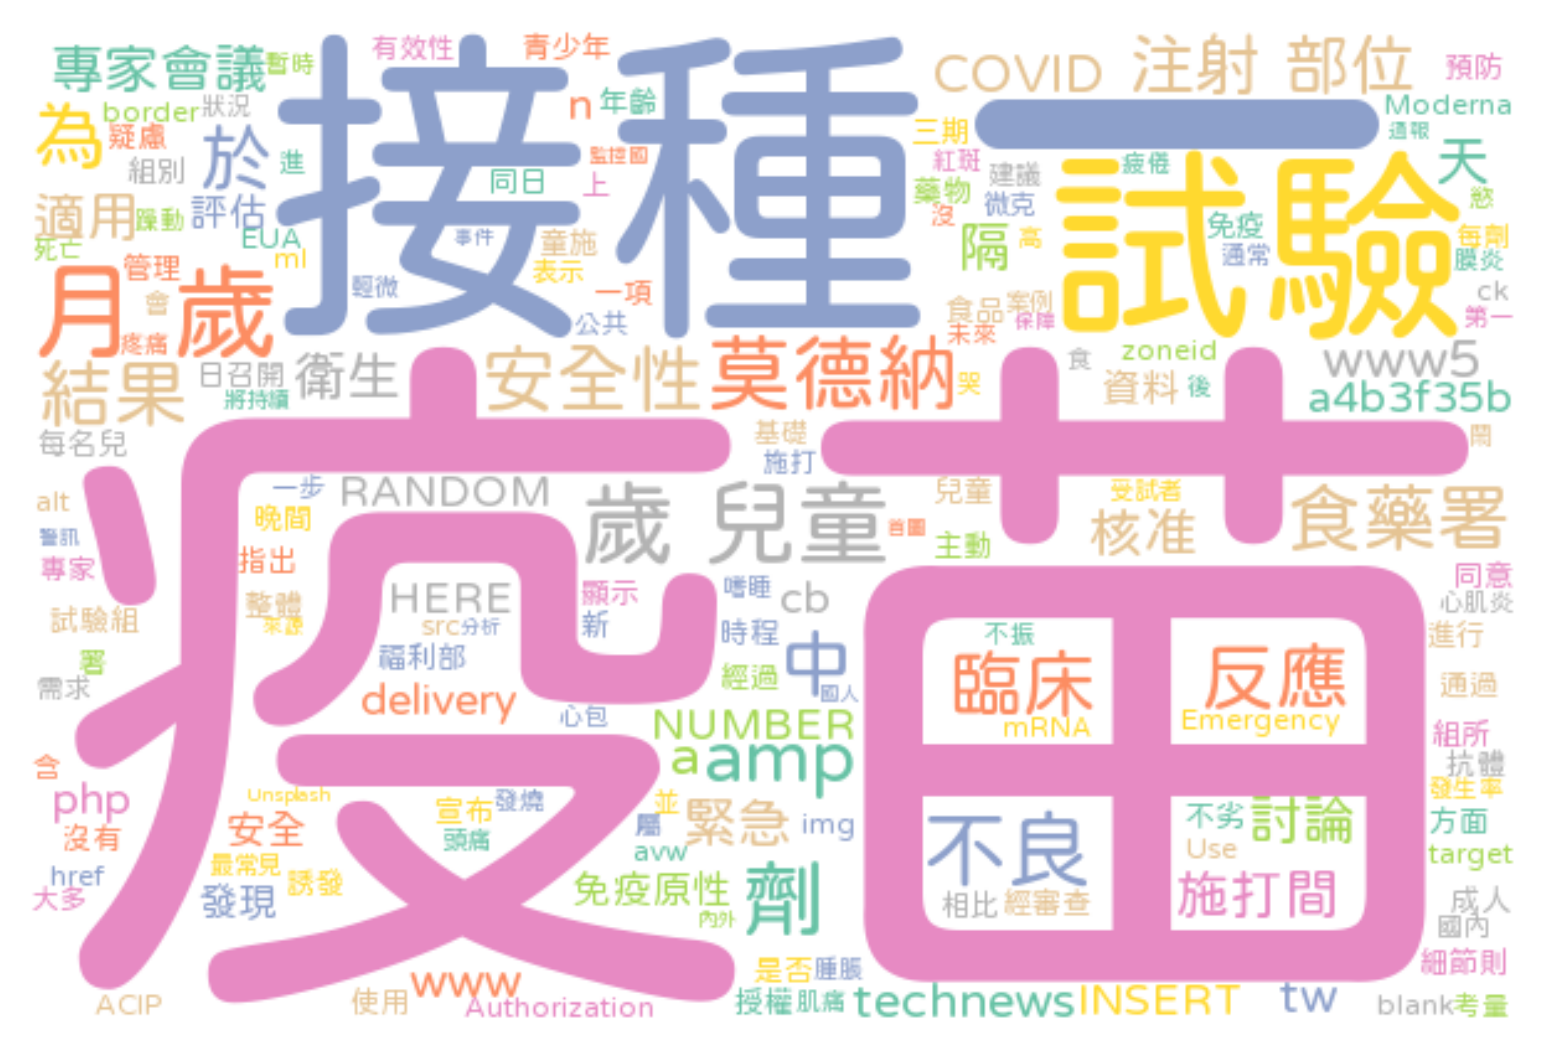 專家會議 暫時 有效性 青少年 COVID 注射 部位 預防
接種 一
為 border 狀況 n 年齡 Moderna
疑慮 於 三期 通報
組別 進 監控國 紅斑 建議 疲倦 天
同日 上 藥物 微克 試驗
適用 躁動 評估 沒 免疫 每劑
死亡 EUA 事件 童施 隔 高 通常 膜炎
管理 ml 表示
月 歲 會 輕微 一項 食品 案例 ck
疼痛 公共 未來 保障 第一
結果 日召開 衛生 安全性 莫德納 食 zoneid www5
將持續 哭 資料 後 a4b3f35b
每名兒 基礎 鬧
疫苗
施打
alt 一步 RANDOM 歲 兒童 兒童 受試者
晚間 首圖 核准 食藥署
警訊 指出 主動
專家 HERE 顯示 嗜睡 cb 同意
試驗組 整體 來源 src 分析 新 時程 心肌炎
署 福利部 中 不振 進行
需求 經過 國人 臨床 反應 通過
delivery 心包 NUMBER mRNA Emergency 組所
含 a amp 抗體
php Unsplash 發生率
沒有 安全 宣布 發燒 並 緊急 img 不劣 討論 方面
頭痛 屬 avw 不良 Use target
href 最常見 誘發
大多 發現 免疫原性 劑 相比 經審查 施打間 成人
內外 國內
www 是否 腫脹 細節則
ACIP 使用 Authorization 授權 肌痛 technews INSERT tw blank 考量